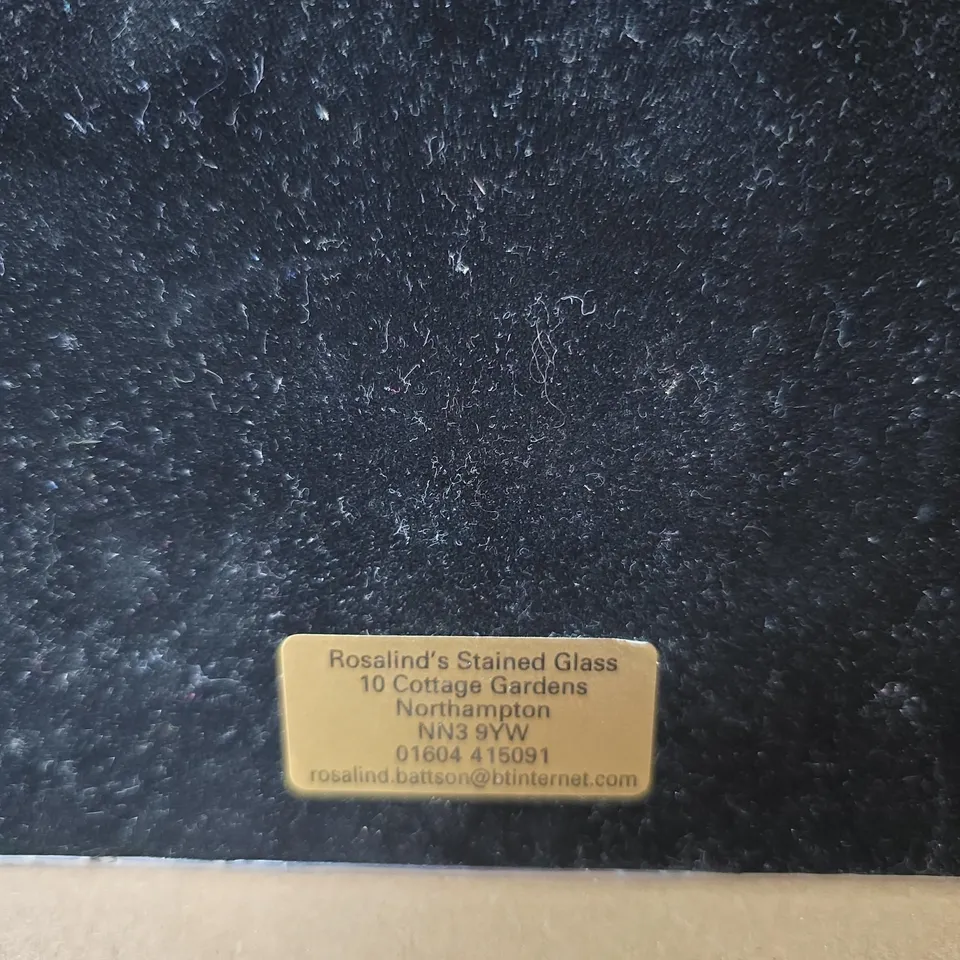 Rosalind's Stained Glass
10 Cottage Gardens
Northampton
NN3 9YW
01604 415091
rosalind.battson@btinternet.com